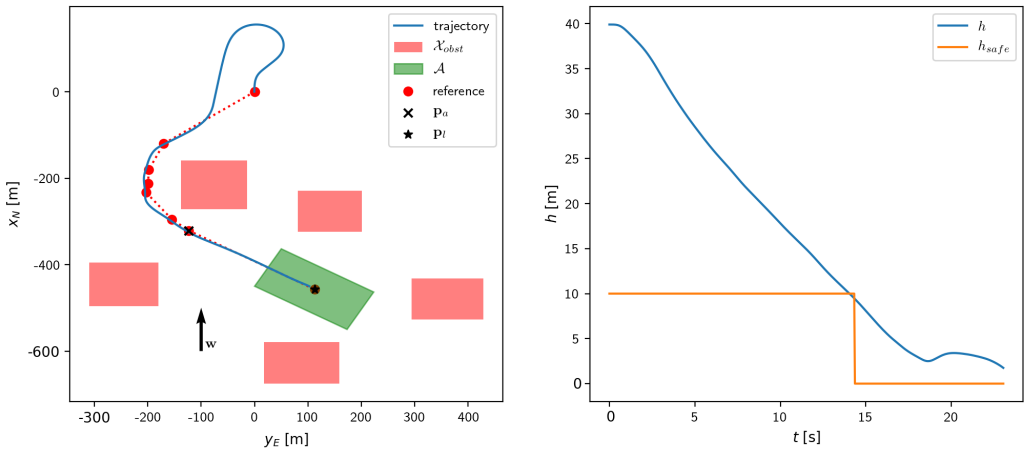 trajectory
𝒳obst
𝒜
reference
pa
pl
0
-200
-400
-600
xN [m]
w
-300
-200
-100
0
100
200
300
400
yE [m]
h
hsafe
40
35
30
25
20
15
10
5
0
h [m]
0
5
10
15
20
t [s]